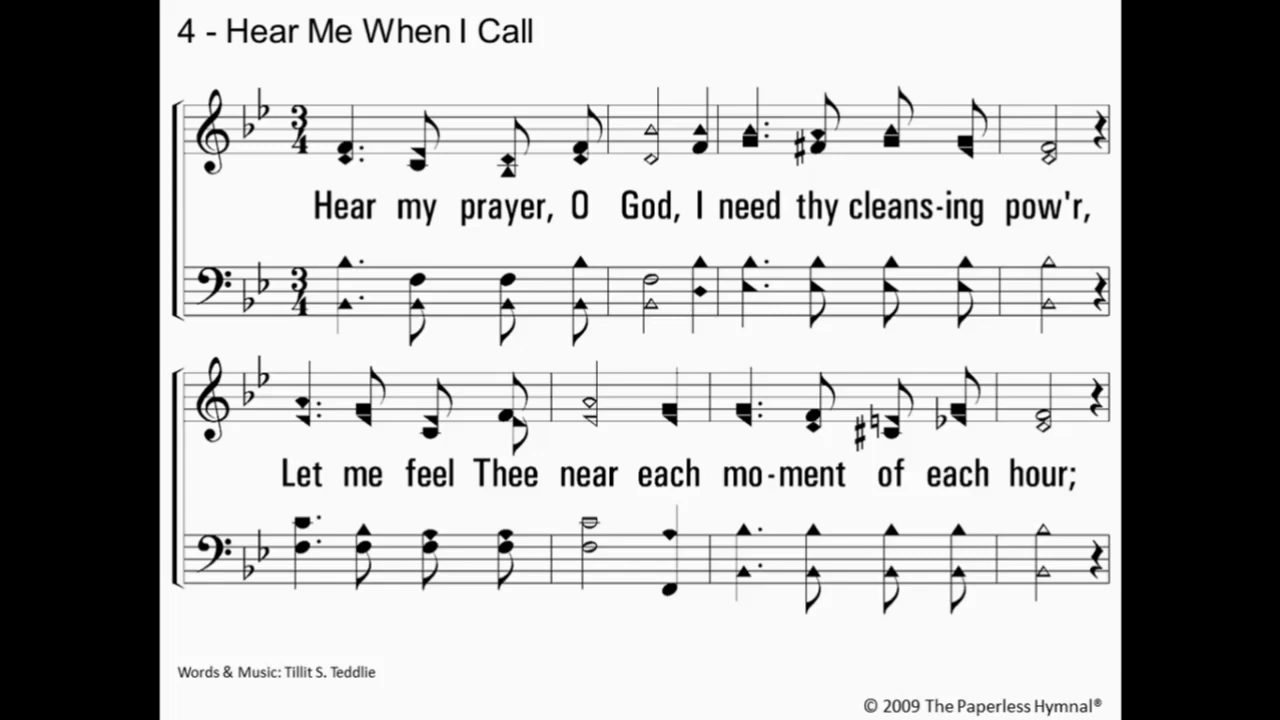 4 - Hear Me When I Call
3
4
Hear my prayer, O God, I need thy cleans-ing pow'r,
3
4
Let me feel Thee near each mo-ment of each hour;
Words & Music: Tillit S. Teddlie
© 2009 The Paperless Hymnal®